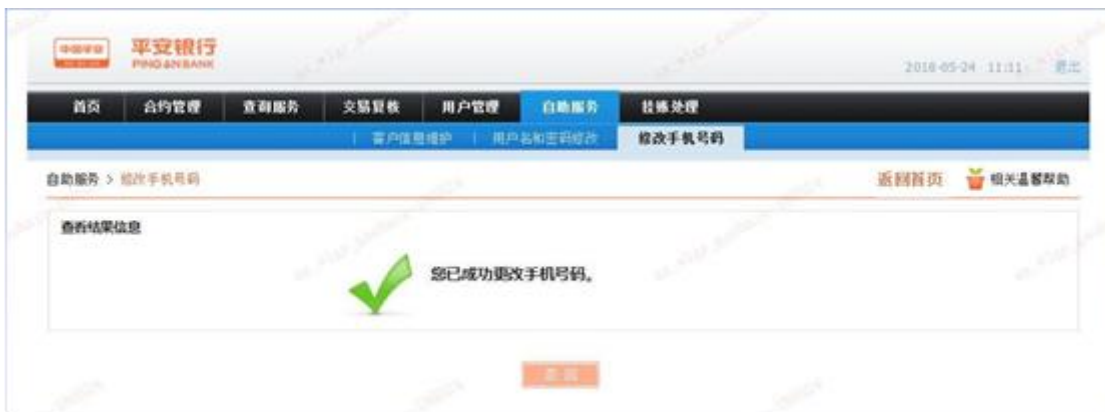 平安银行
PING AN BANK
2018-05-24 11:11 退出
首页 合约管理 查询服务 交易复核 用户管理 自助服务 挂账处理
客户信息维护 | 用户名和密码修改 修改手机号码
自助服务 > 修改手机号码
返回首页 相关温馨帮助
查看结果信息
您已成功更改手机号码。